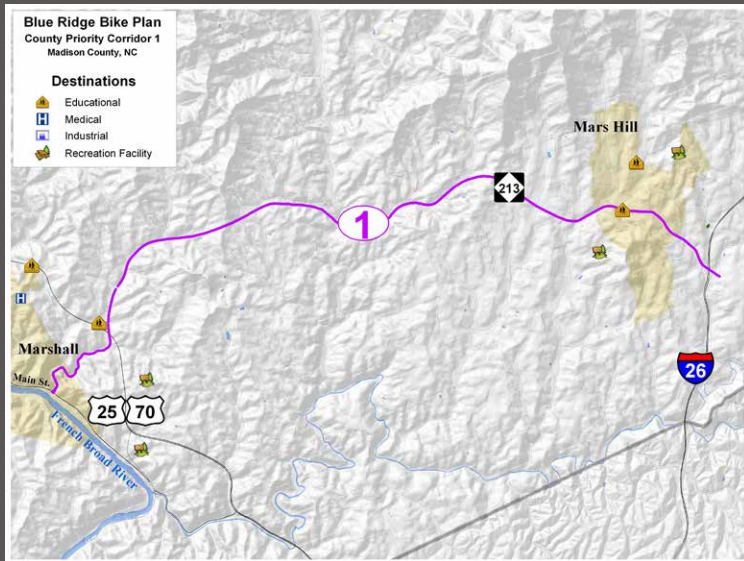 Blue Ridge Bike Plan
County Priority Corridor 1
Madison County, NC
Destinations
Educational
Medical
H
Industrial
Recreation Facility
Mars Hill
213
1
H
Marshall
Main St.
25 70
26
French Broad River